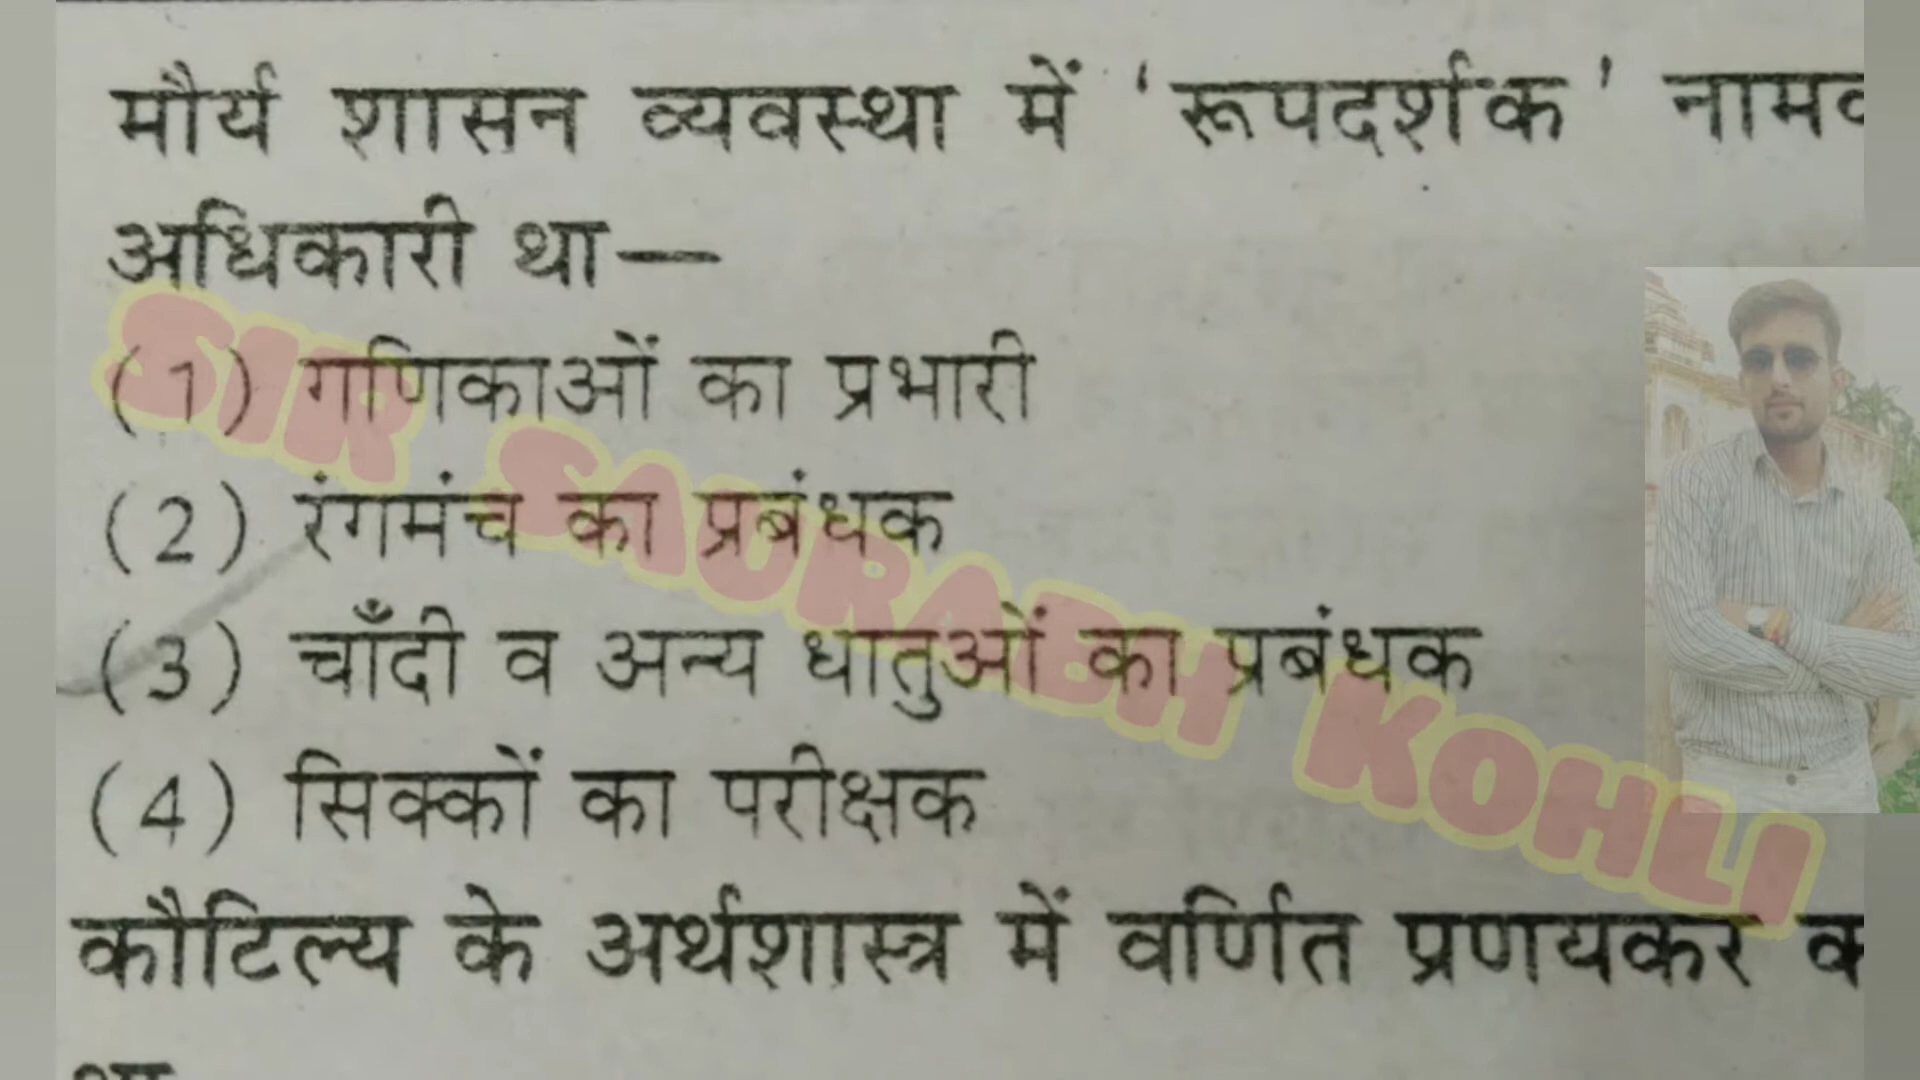 मौर्य शासन व्यवस्था में 'रूपदर्शक'
अधिकारी था—
(1) गणिकाओं का प्रभारी
(2) रंगमंच का प्रबंधक
(3) चाँदी व अन्य धातुओं का प्रबंधक
(4) सिक्कों का परीक्षक
कौटिल्य के अर्थशास्त्र में वर्णित प्रणयकर
SIR SAURABH KOHLI